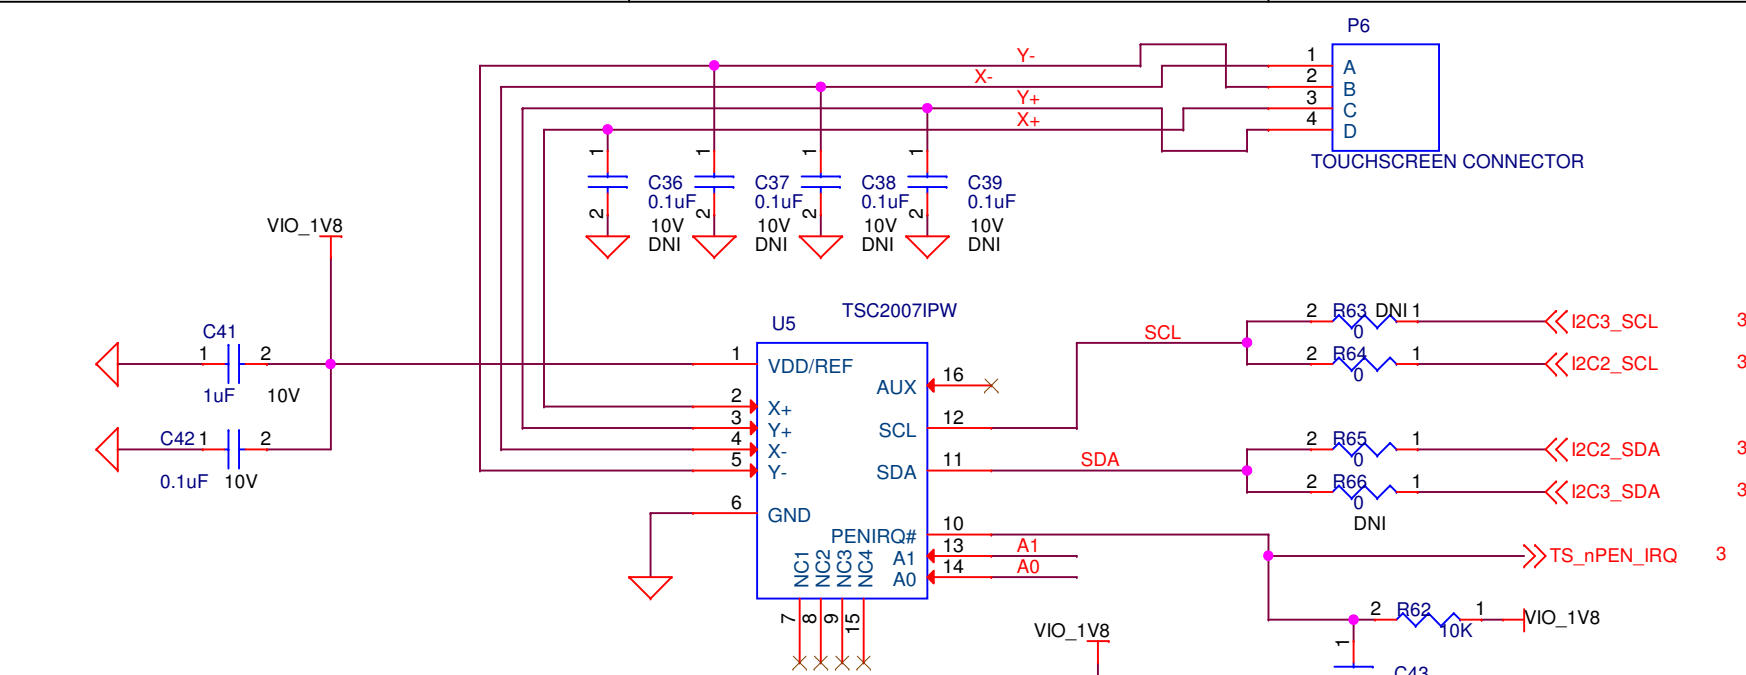 P6
Y-
1
A
X-
2
B
Y+
3
C
X+
4
D
TOUCHSCREEN CONNECTOR
1
1
1
1
C36
C37
C38
C39
0.1uF
0.1uF
0.1uF
0.1uF
2
2
2
2
10V
10V
10V
10V
DNI
DNI
DNI
DNI
VIO_1V8
TSC2007IPW
U5
C41
1
2
1uF
10V
C42
1
2
0.1uF
10V
1
VDD/REF
2
X+
3
Y+
4
X-
5
Y-
6
GND
16
AUX
12
SCL
11
SDA
10
PENIRQ#
13
A1
A1
14
A0
A0
NC1
NC2
NC3
NC4
7
8
9
15
SCL
2
R63
DNI
1
I2C3_SCL
3
0
2
R64
1
I2C2_SCL
3
0
SDA
2
R65
1
I2C2_SDA
3
0
2
R66
1
I2C3_SDA
3
0
DNI
TS_nPEN_IRQ
3
2
R62
1
VIO_1V8
10K
VIO_1V8
1
C43